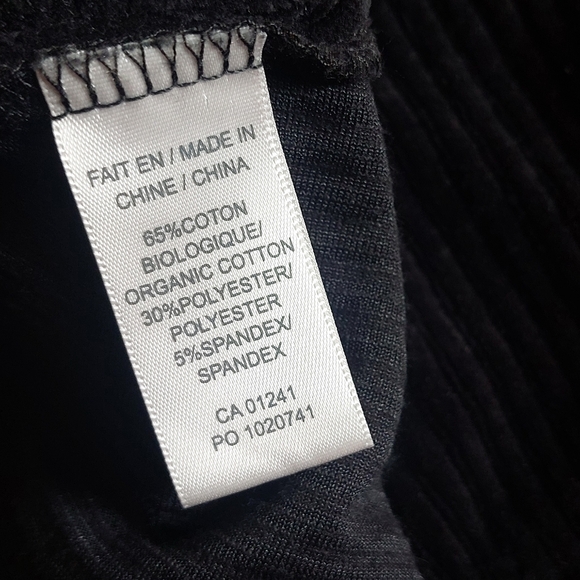 FAIT EN / MADE IN
CHINE / CHINA
65%COTON
BIOLOGIQUE/
ORGANIC COTTON
30%POLYESTER/
POLYESTER
5%SPANDEX/
SPANDEX
CA 01241
PO 1020741